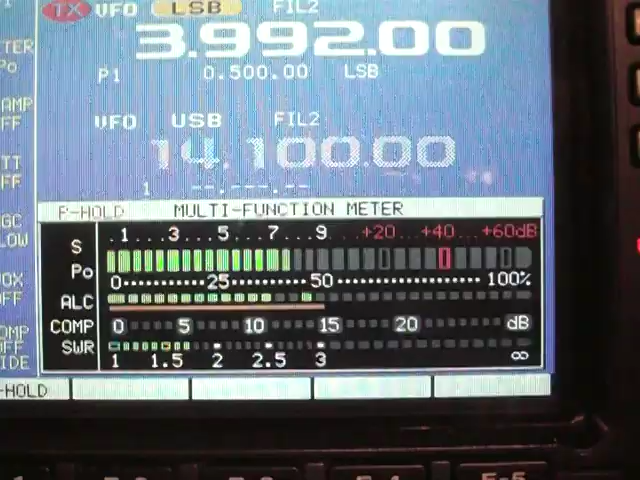 TX VFO LSB FIL2
3.992.00
P1 0.500.00 LSB
VFO USB FIL2
14.100.00
1 --.---.--
P-HOLD MULTI-FUNCTION METER
S .1...3...5...7...9 ...+20...+40...+60dB
Po 0 25 50 100%
ALC
COMP 0 5 10 15 20 dB
SWR 1 1.5 2 2.5 3 ∞
-HOLD